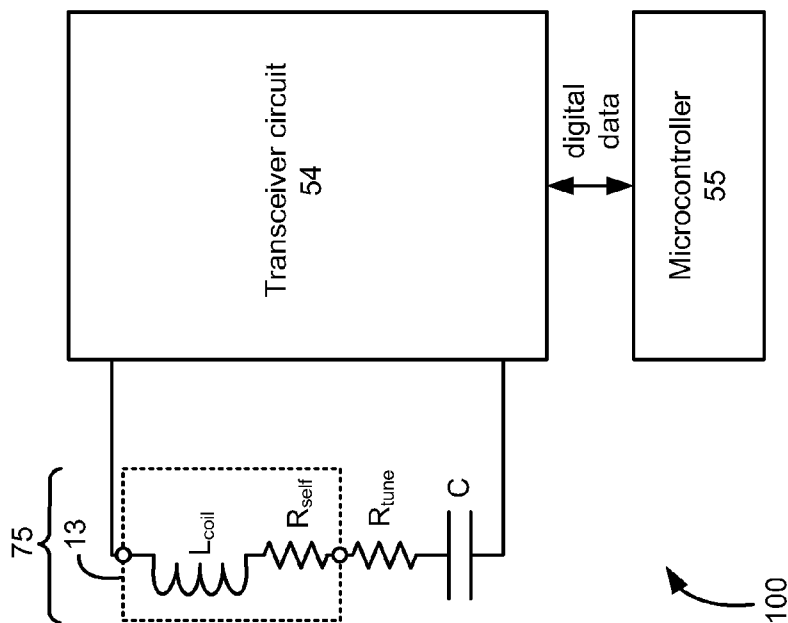 75
13
L_coil
R_self
R_tune
C
Transceiver circuit
54
digital
data
Microcontroller
55
100